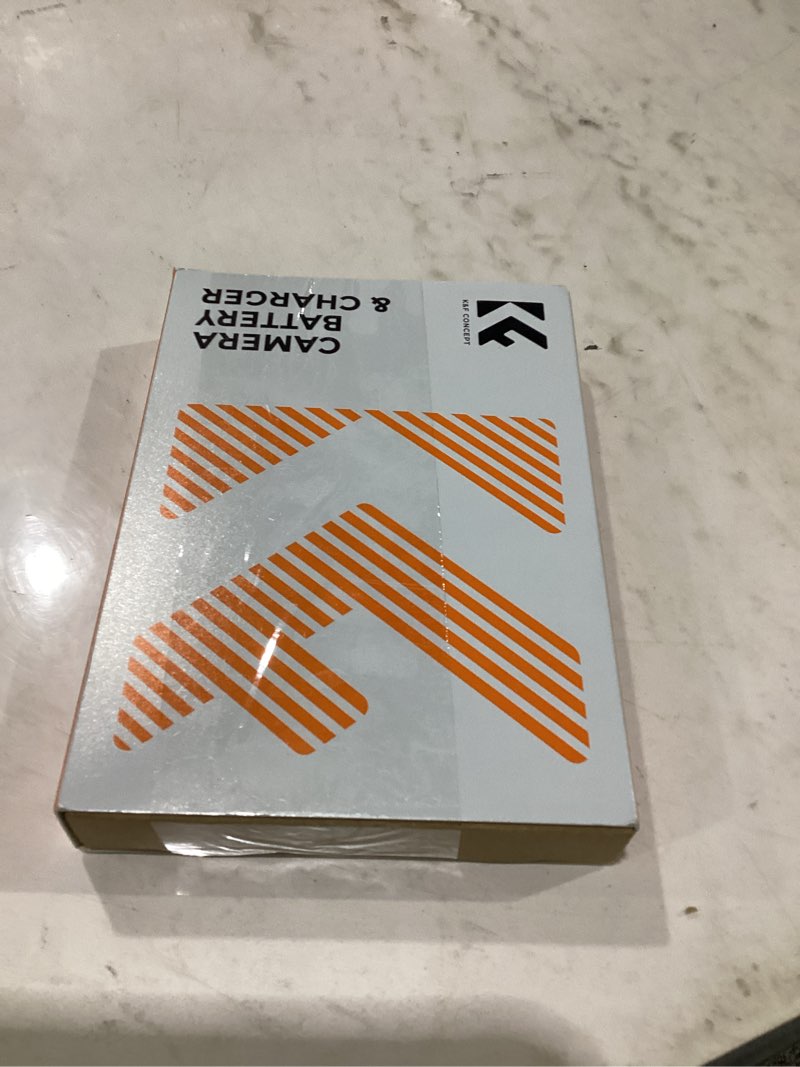 CAMERA
BATTERY
& CHARGER
K&F CONCEPT